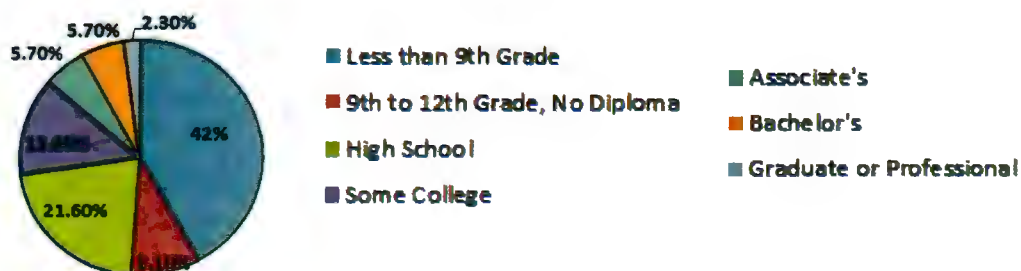 5.70%
5.70%
2.30%
42%
21.60%
Less than 9th Grade
9th to 12th Grade, No Diploma
High School
Some College
Associate's
Bachelor's
Graduate or Professional